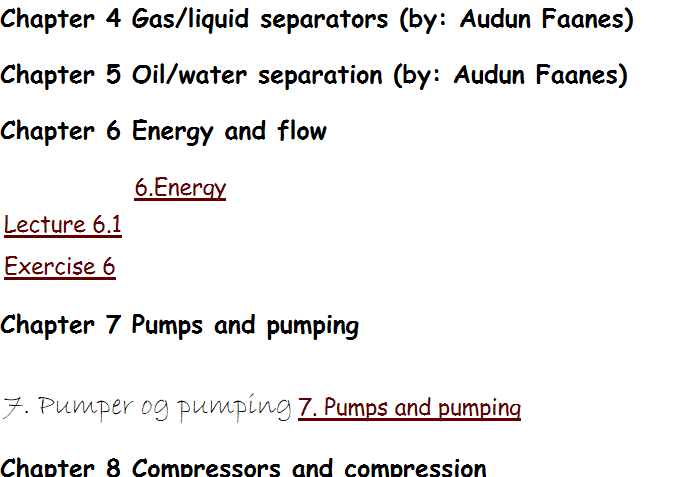 Chapter 4 Gas/liquid separators (by: Audun Faanes)
Chapter 5 Oil/water separation (by: Audun Faanes)
Chapter 6 Energy and flow
6.Energy
Lecture 6.1
Exercise 6
Chapter 7 Pumps and pumping
7. Pumper og pumping 7. Pumps and pumping
Chapter 8 Compressors and compression